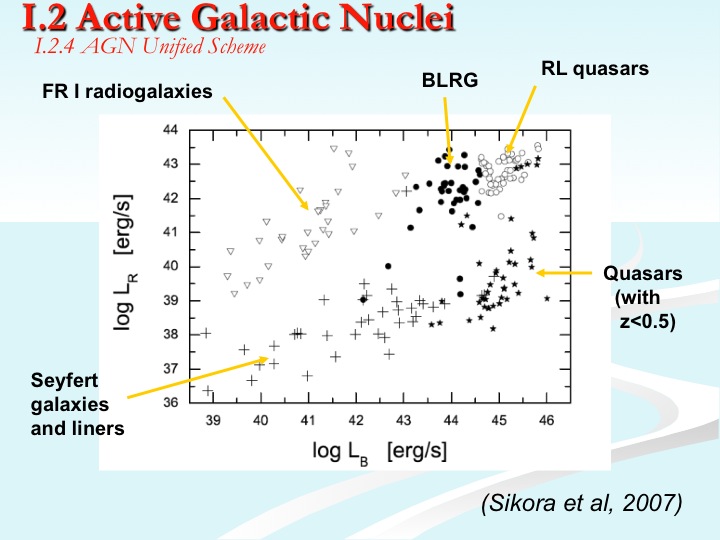 I.2 Active Galactic Nuclei
I.2.4 AGN Unified Scheme
FR I radiogalaxies
BLRG
RL quasars
44
43
42
41
40
39
38
37
36
log L_R [erg/s]
39 40 41 42 43 44 45 46
log L_B [erg/s]
Quasars
(with
z<0.5)
Seyfert
galaxies
and liners
(Sikora et al, 2007)